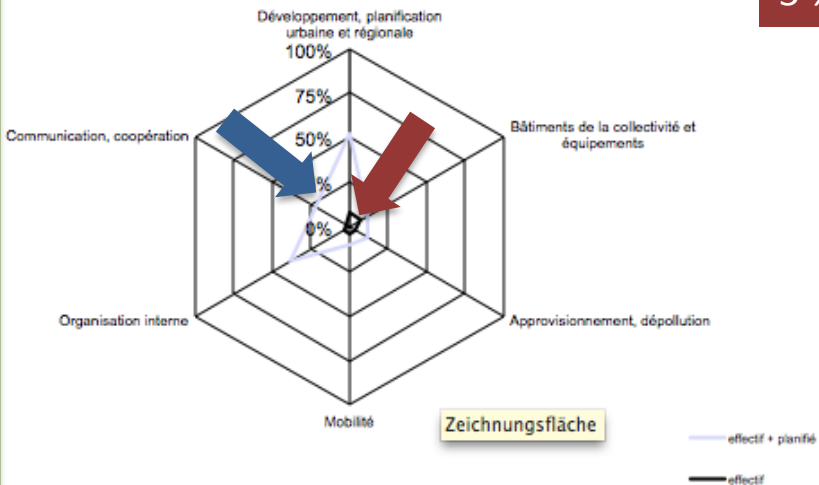 Développement, planification
urbaine et régionale
100%
75%
Communication, coopération
Bâtiments de la collectivité et
équipements
50%
%
0%
Organisation interne
Approvisionnement, dépollution
Mobilité
Zeichnungsfläche
effectif + planifié
effectif